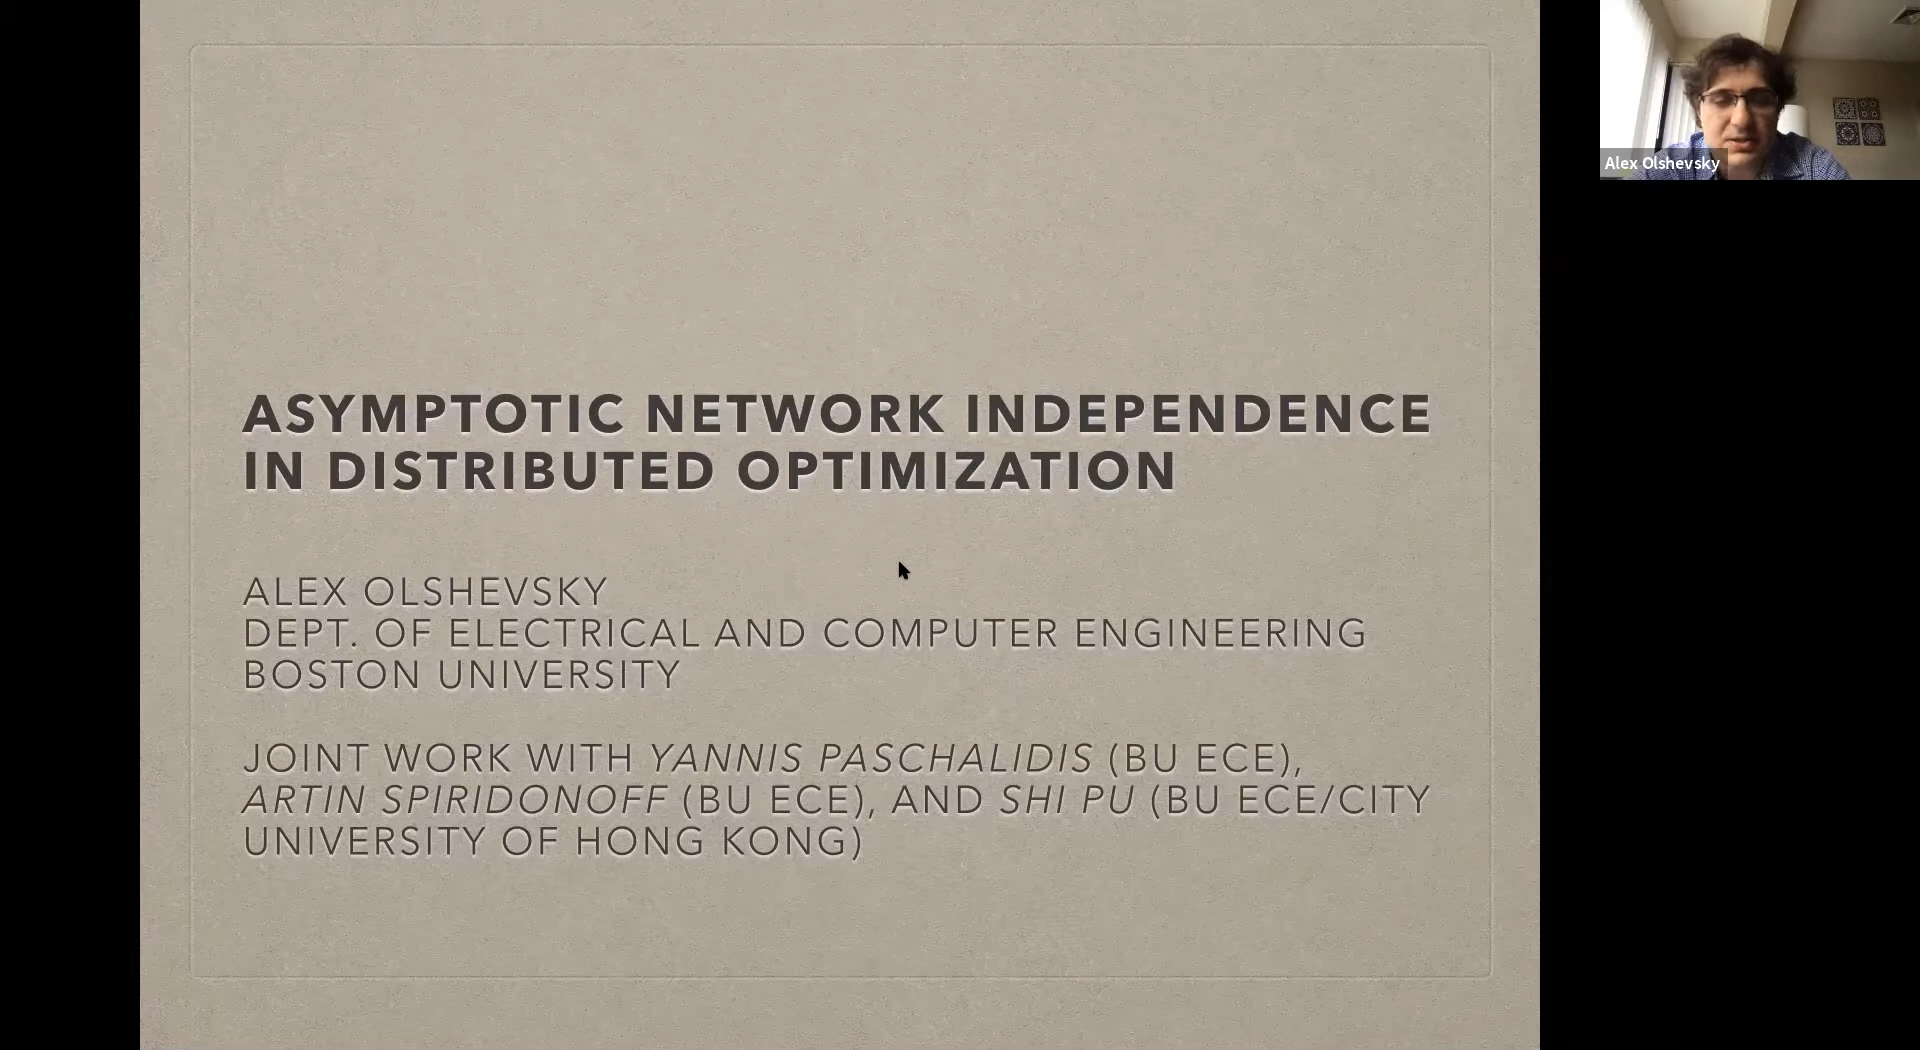 ASYMPTOTIC NETWORK INDEPENDENCE
IN DISTRIBUTED OPTIMIZATION
ALEX OLSHEVSKY
DEPT. OF ELECTRICAL AND COMPUTER ENGINEERING
BOSTON UNIVERSITY
JOINT WORK WITH YANNIS PASCHALIDIS (BU ECE),
ARTIN SPIRIDONOFF (BU ECE), AND SHI PU (BU ECE/CITY
UNIVERSITY OF HONG KONG)
Alex Olshevsky